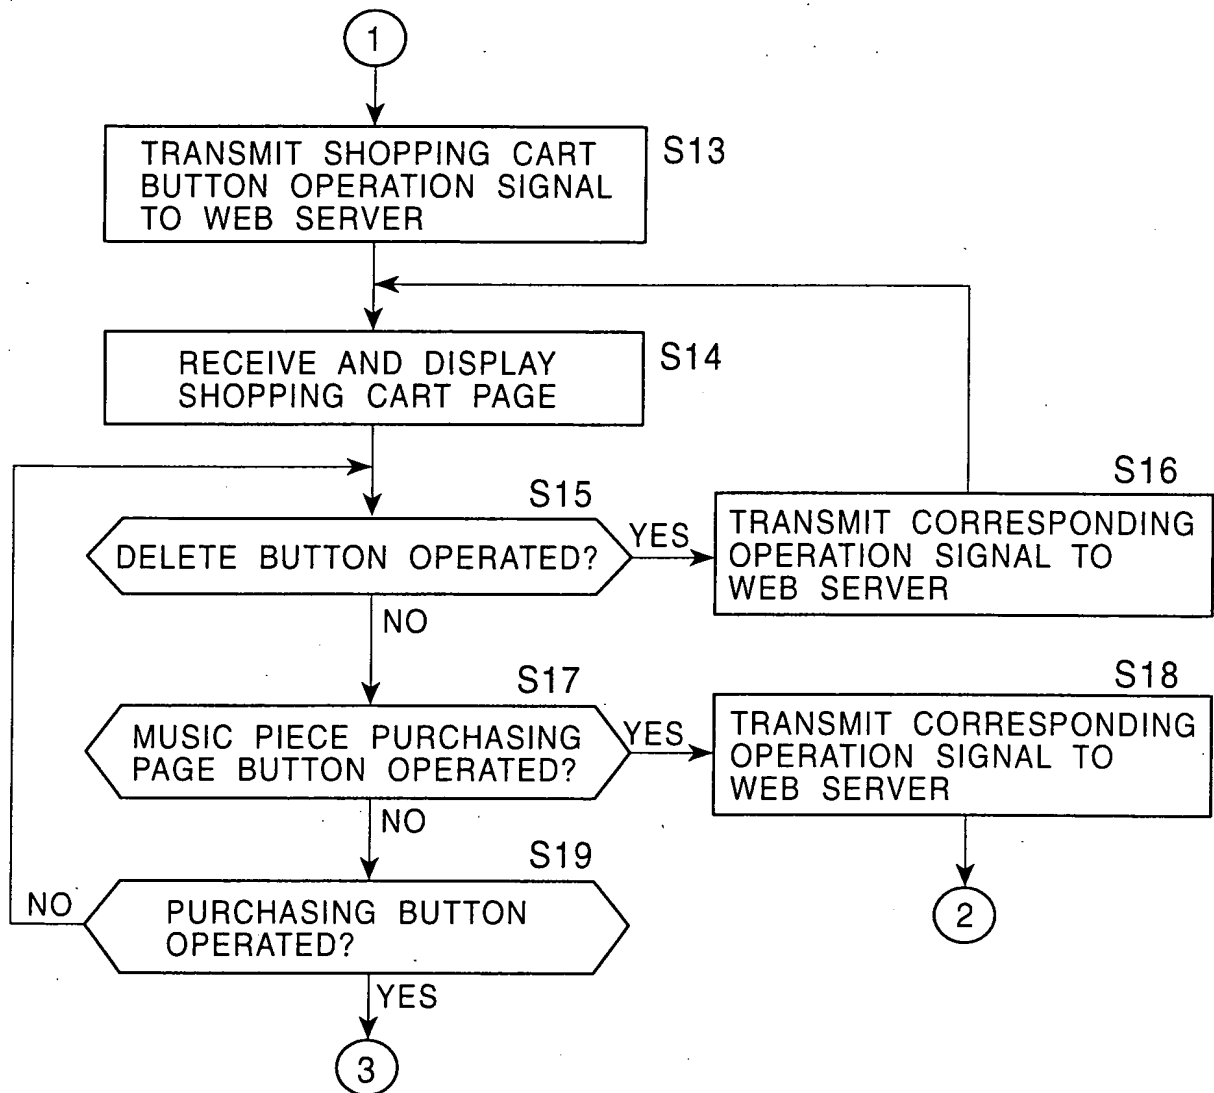 1
TRANSMIT SHOPPING CART
BUTTON OPERATION SIGNAL
TO WEB SERVER
S13
RECEIVE AND DISPLAY
SHOPPING CART PAGE
S14
S15
DELETE BUTTON OPERATED?
YES
NO
S16
TRANSMIT CORRESPONDING
OPERATION SIGNAL TO
WEB SERVER
S17
MUSIC PIECE PURCHASING
PAGE BUTTON OPERATED?
YES
NO
S18
TRANSMIT CORRESPONDING
OPERATION SIGNAL TO
WEB SERVER
2
S19
PURCHASING BUTTON
OPERATED?
NO
YES
3